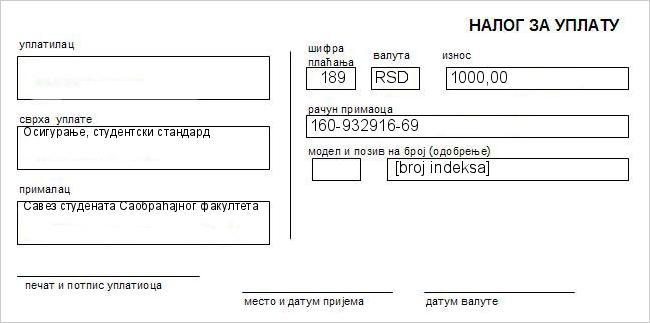 НАЛОГ ЗА УПЛАТУ
уплатилац
сврха уплате
Осигурање, студентски стандард
прималац
Савез студената Саобраћајног факултета
печат и потпис уплатиоца
шифра плаћања
189
валута
RSD
износ
1000,00
рачун примаоца
160-932916-69
модел и позив на број (одобрење)
[broj indeksa]
место и датум пријема
датум валуте